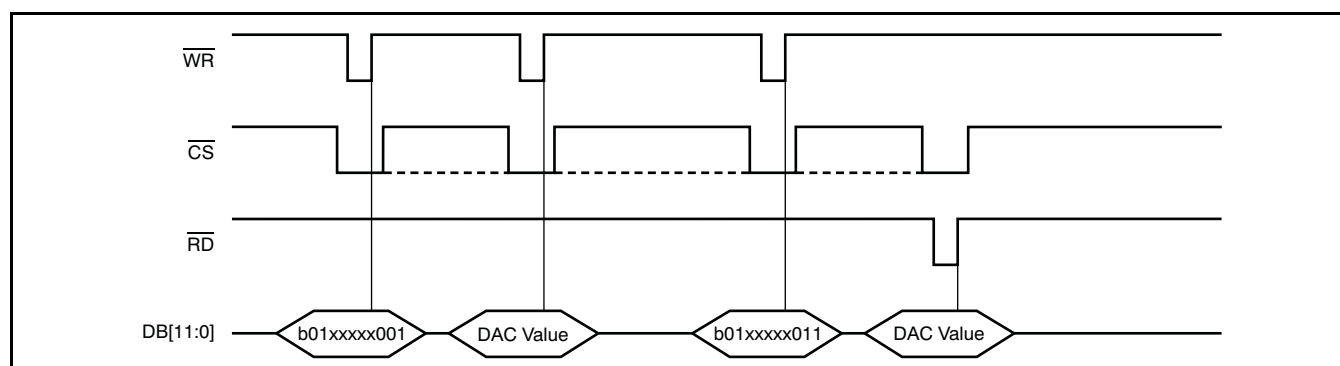 WR
CS
RD
DB[11:0] b01xxxxx001 DAC Value b01xxxxx011 DAC Value